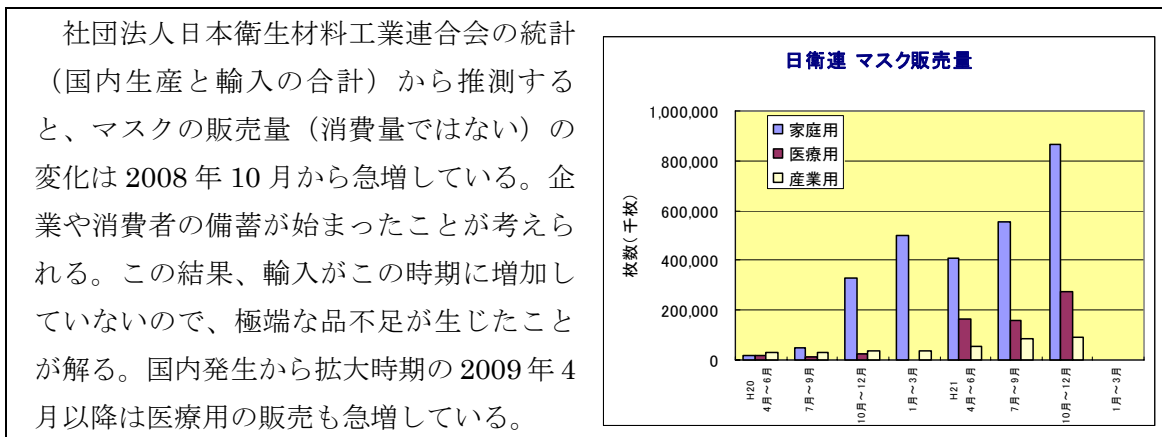 社団法人日本衛生材料工業連合会の統計
（国内生産と輸入の合計）から推測する
と、マスクの販売量（消費量ではない）の
変化は 2008 年 10 月から急増している。企
業や消費者の備蓄が始まったことが考えら
れる。この結果、輸入がこの時期に増加し
ていないので、極端な品不足が生じたこと
が解る。国内発生から拡大時期の 2009 年 4
月以降は医療用の販売も急増している。
日衛連 マスク販売量
枚数(千枚)
1,000,000
800,000
600,000
400,000
200,000
0
家庭用
医療用
産業用
H20
4月～6月
7月～9月
10月～12月
1月～3月
H21
4月～6月
7月～9月
10月～12月
1月～3月